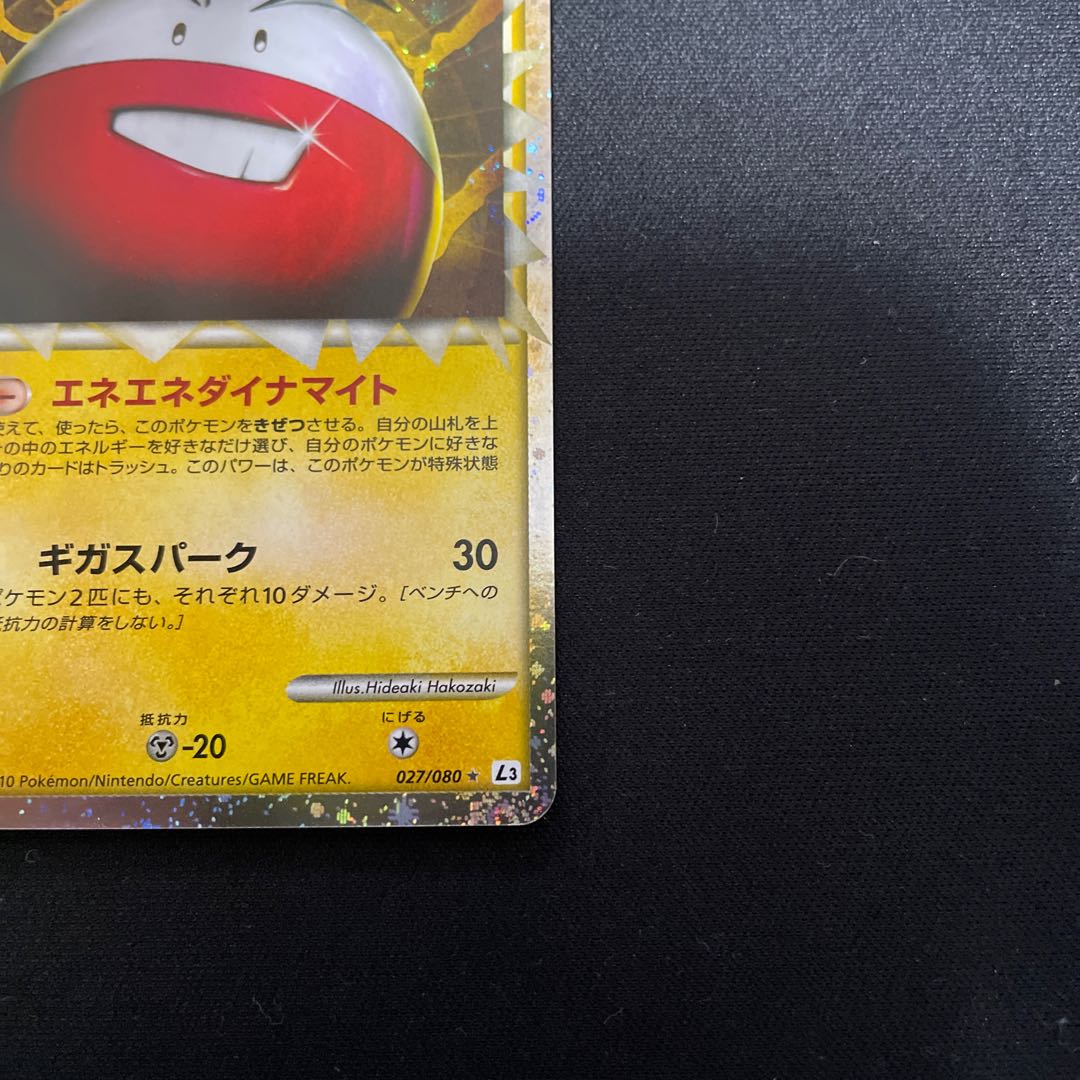 エネエネダイナマイト
使えて、使ったら、このポケモンをきぜつさせる。自分の山札を上
の中のエネルギーを好きなだけ選び、自分のポケモンに好きな
りのカードはトラッシュ。このパワーは、このポケモンが特殊状態
ギガスパーク 30
ポケモン2匹にも、それぞれ10ダメージ。[ベンチへの
抵抗力の計算をしない。]
Illus.Hideaki Hakozaki
抵抗力 にげる
-20
10 Pokémon/Nintendo/Creatures/GAME FREAK. 027/080 ★ L3